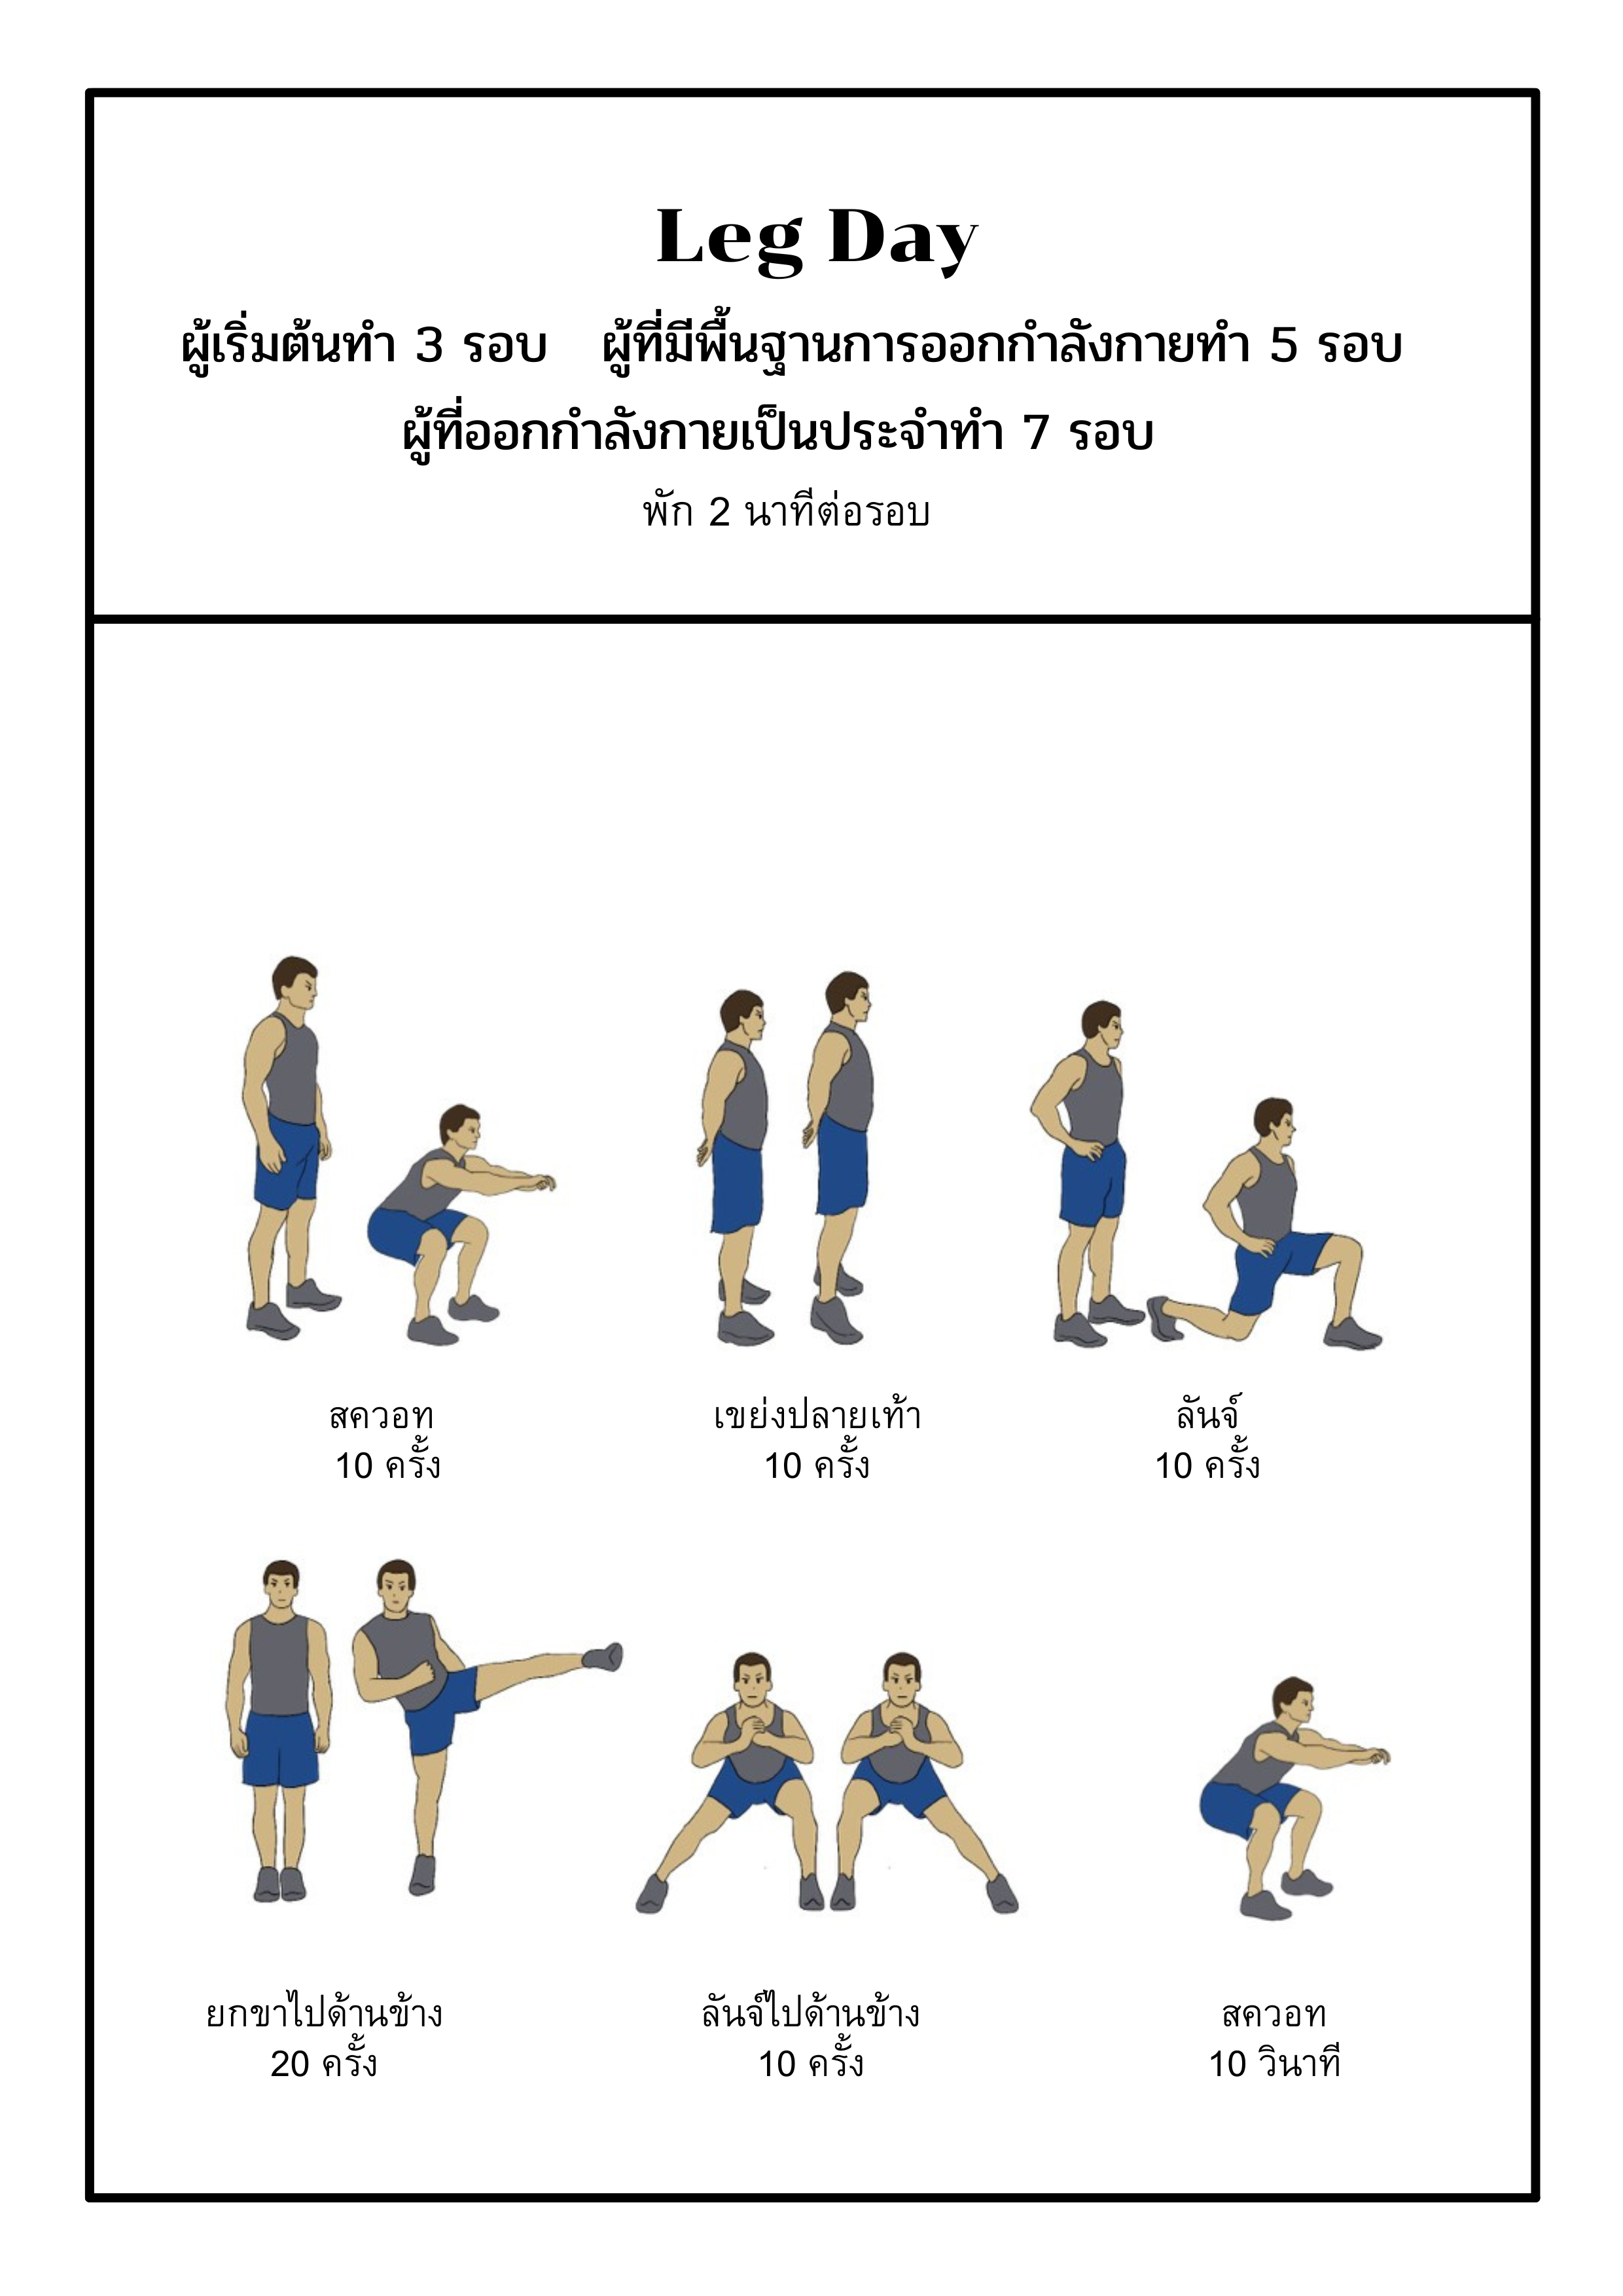 Leg Day
ผู้เริ่มต้นทำ 3 รอบ ผู้ที่มีพื้นฐานการออกกำลังกายทำ 5 รอบ
ผู้ที่ออกกำลังกายเป็นประจำทำ 7 รอบ
พัก 2 นาทีต่อรอบ
สควอท
10 ครั้ง
เขย่งปลายเท้า
10 ครั้ง
ลันจ์
10 ครั้ง
ยกขาไปด้านข้าง
20 ครั้ง
ลันจ์ไปด้านข้าง
10 ครั้ง
สควอท
10 วินาที